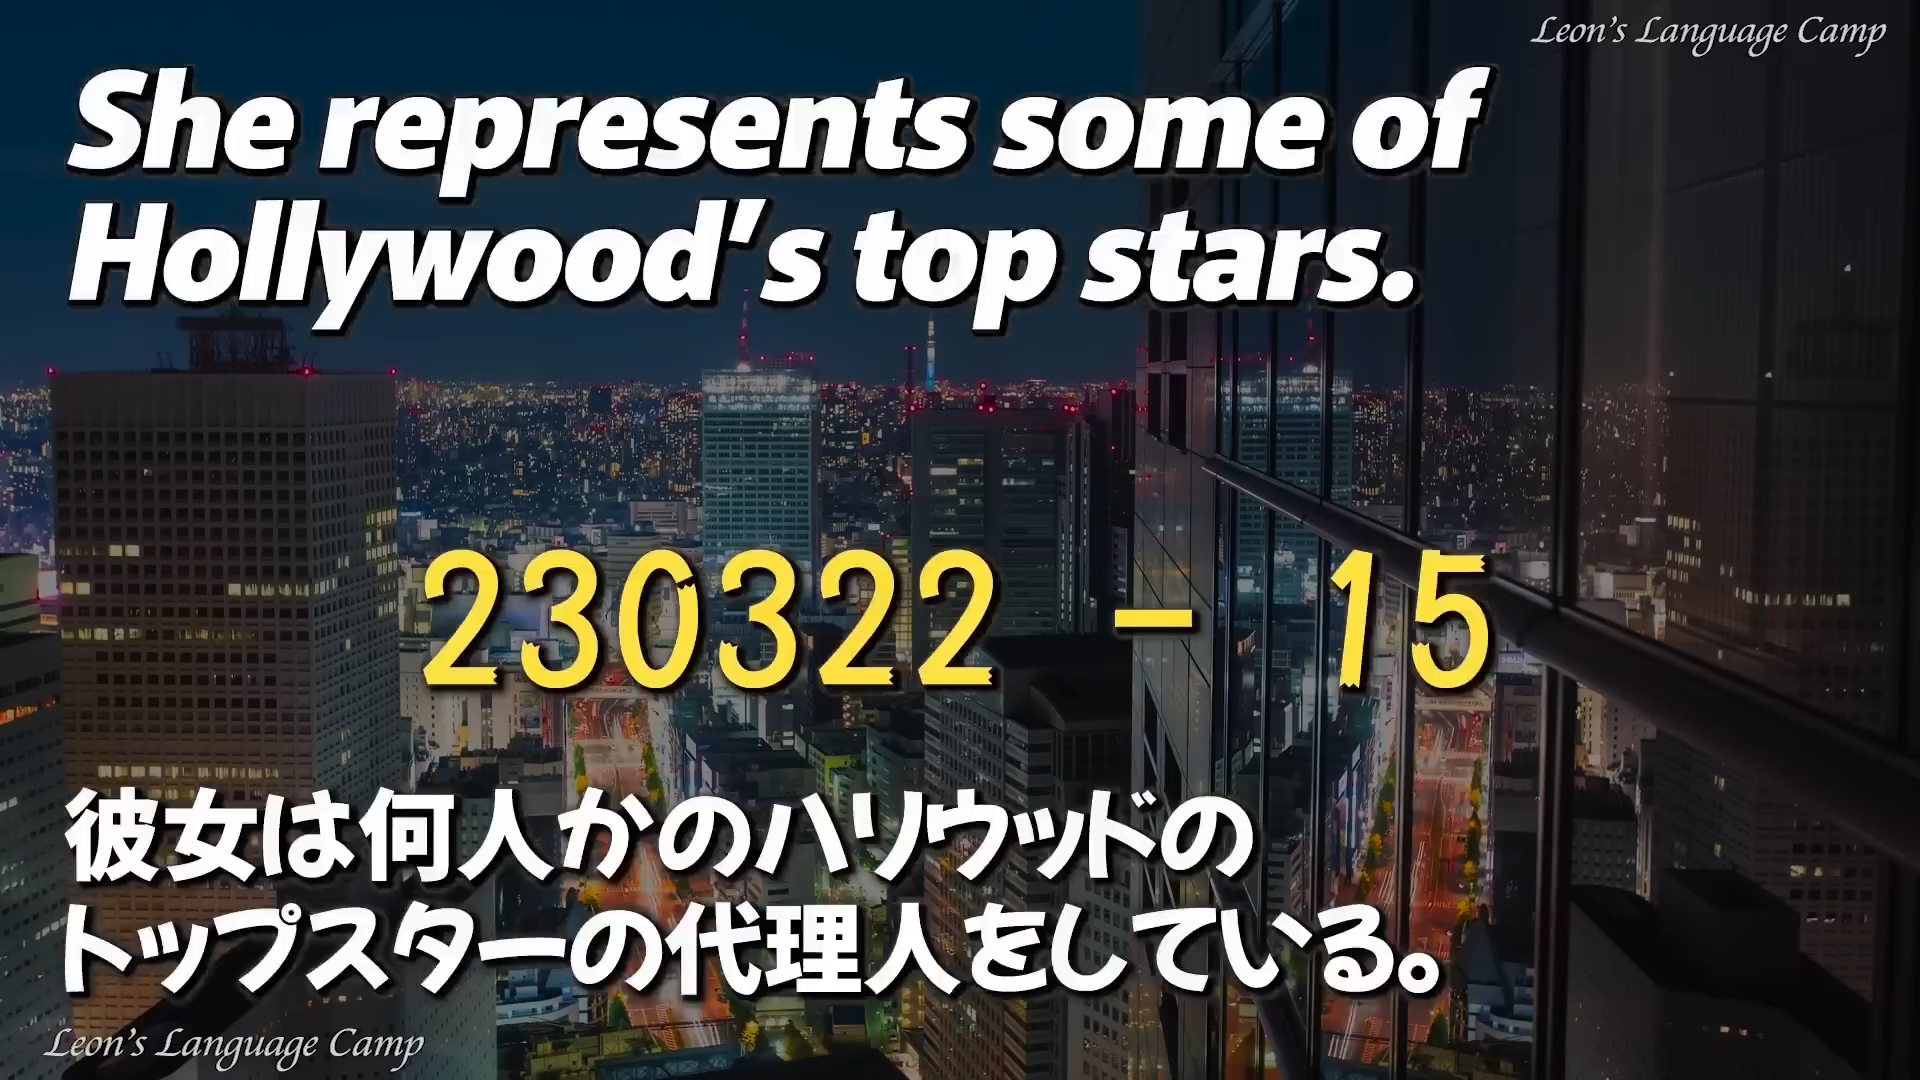 Leon's Language Camp
She represents some of
Hollywood's top stars.
230322 - 15
彼女は何人かのハリウッドの
トップスターの代理人をしている。
Leon's Language Camp